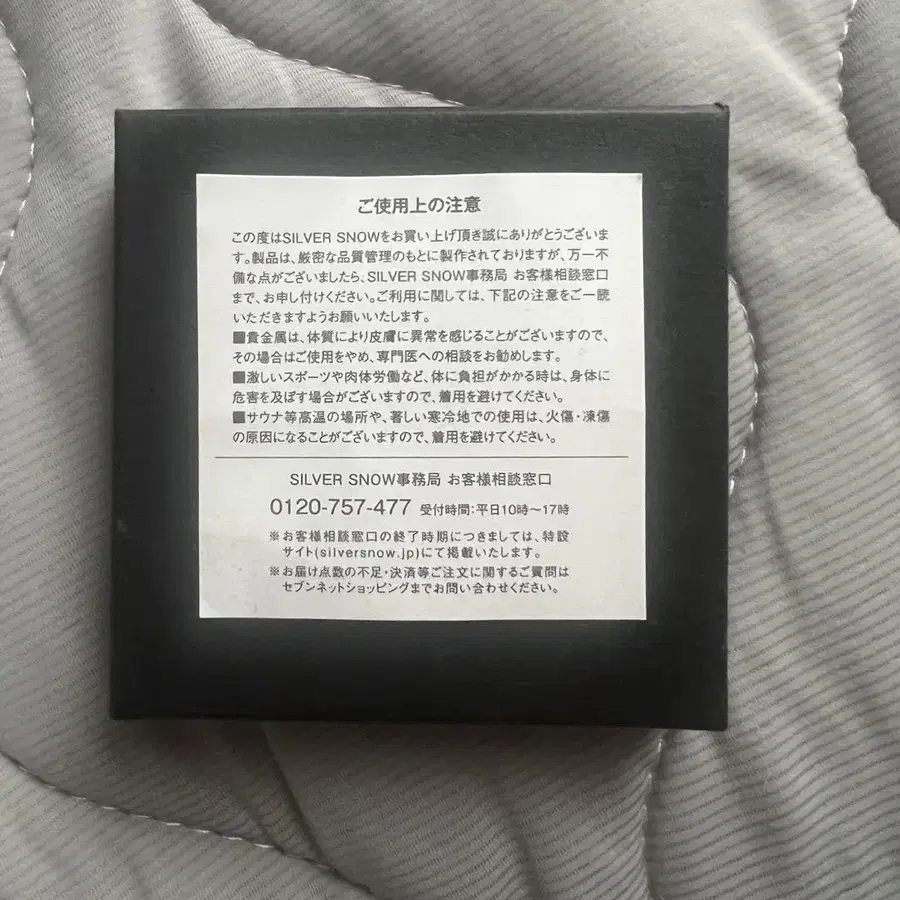 ご使用上の注意
この度はSILVER SNOWをお買い上げ頂き誠にありがとうございま
す。製品は、厳密な品質管理のもとに製作されておりますが、万一不
備な点がございましたら、SILVER SNOW事務局 お客様相談窓口
まで、お申し付けください。ご利用に関しては、下記の注意をご一読
いただきますようお願いいたします。
■貴金属は、体質により皮膚に異常を感じることがございますので、
その場合はご使用をやめ、専門医への相談をお勧めします。
■激しいスポーツや肉体労働など、体に負担がかかる時は、身体に
危害を及ぼす場合がございますので、着用を避けてください。
■サウナ等高温の場所や、著しい寒冷地での使用は、火傷・凍傷
の原因になることがございますので、着用を避けてください。
SILVER SNOW事務局 お客様相談窓口
0120-757-477 受付時間:平日10時〜17時
※お客様相談窓口の終了時期につきましては、特設
サイト(silversnow.jp)にて掲載いたします。
※お届け点数の不足・決済等ご注文に関するご質問は
セブンネットショッピングまでお問い合わせください。